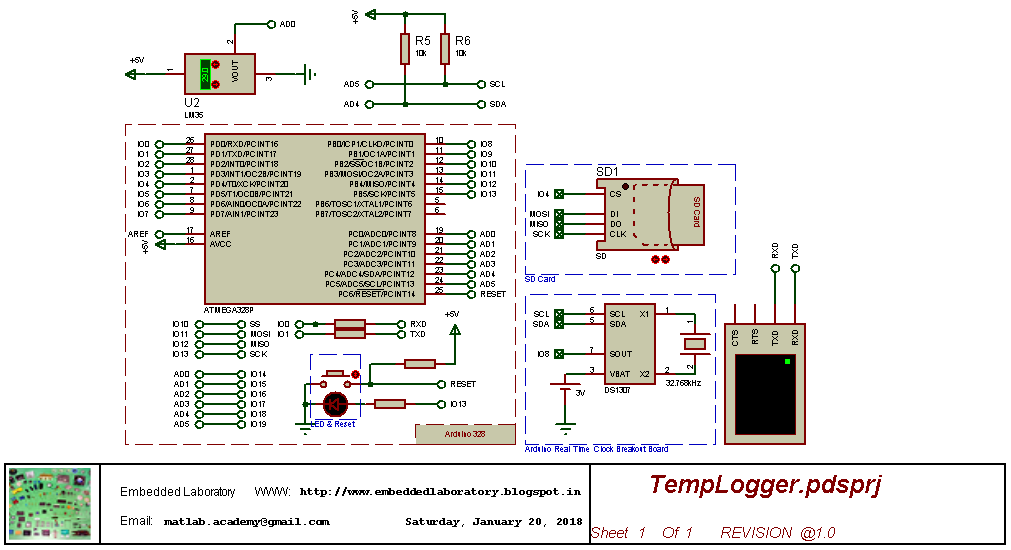 AD0
+5V
1
2
3
29.0
VOUT
U2
LM35
+5V
R5
10k
R6
10k
AD5
SCL
AD4
SDA
IO0 26 PD0/RXD/PCINT16
IO1 27 PD1/TXD/PCINT17
IO2 28 PD2/INT0/PCINT18
IO3 1 PD3/INT1/OC2B/PCINT19
IO4 2 PD4/T0/XCK/PCINT20
IO5 7 PD5/T1/OC0B/PCINT21
IO6 8 PD6/AIN0/OC0A/PCINT22
IO7 9 PD7/AIN1/PCINT23
AREF 17 AREF
+5V 16 AVCC
PB0/ICP1/CLKO/PCINT0 10 IO8
PB1/OC1A/PCINT1 11 IO9
PB2/SS/OC1B/PCINT2 12 IO10
PB3/MOSI/OC2A/PCINT3 13 IO11
PB4/MISO/PCINT4 14 IO12
PB5/SCK/PCINT5 15 IO13
PB6/TOSC1/XTAL1/PCINT6 5
PB7/TOSC2/XTAL2/PCINT7 6
PC0/ADC0/PCINT8 19 AD0
PC1/ADC1/PCINT9 20 AD1
PC2/ADC2/PCINT10 21 AD2
PC3/ADC3/PCINT11 22 AD3
PC4/ADC4/SDA/PCINT12 23 AD4
PC5/ADC5/SCL/PCINT13 24 AD5
PC6/RESET/PCINT14 25 RESET
ATMEGA328P
IO10 SS
IO11 MOSI
IO12 MISO
IO13 SCK
IO0 RXD
IO1 TXD
+5V
AD0 IO14
AD1 IO15
AD2 IO16
AD3 IO17
AD4 IO18
AD5 IO19
RESET
IO13
LED & Reset
Arduino 328
SD1
IO4 CS
MOSI DI
MISO DO
SCK CLK
SD Card
SD
SD Card
SCL 6 SCL
SDA 5 SDA
IO8 7 SOUT
3 VBAT
X1 1
X2 2
1
2
3V
DS1307
32.768kHz
Arduino Real Time Clock Breakout Board
RXD
TXD
CTS
RTS
TXD
RXD
Embedded Laboratory WWW: http://www.embeddedlaboratory.blogspot.in
Email: matlab.academy@gmail.com Saturday, January 20, 2018
TempLogger.pdsprj
Sheet 1 Of 1 REVISION @1.0